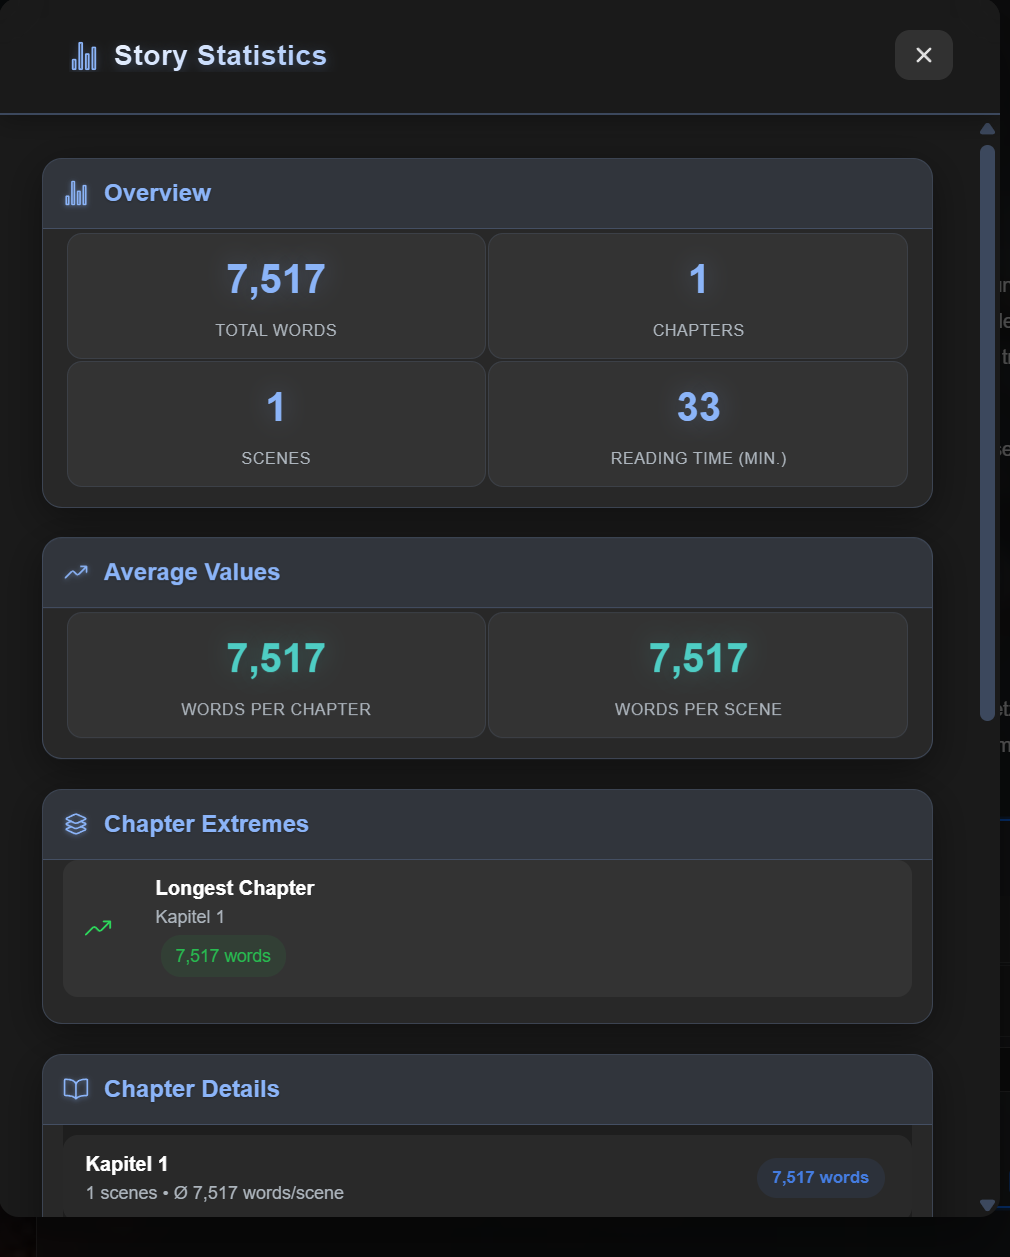 Story Statistics
Overview
7,517
TOTAL WORDS
1
CHAPTERS
1
SCENES
33
READING TIME (MIN.)
Average Values
7,517
WORDS PER CHAPTER
7,517
WORDS PER SCENE
Chapter Extremes
Longest Chapter
Kapitel 1
7,517 words
Chapter Details
Kapitel 1
1 scenes • Ø 7,517 words/scene
7,517 words